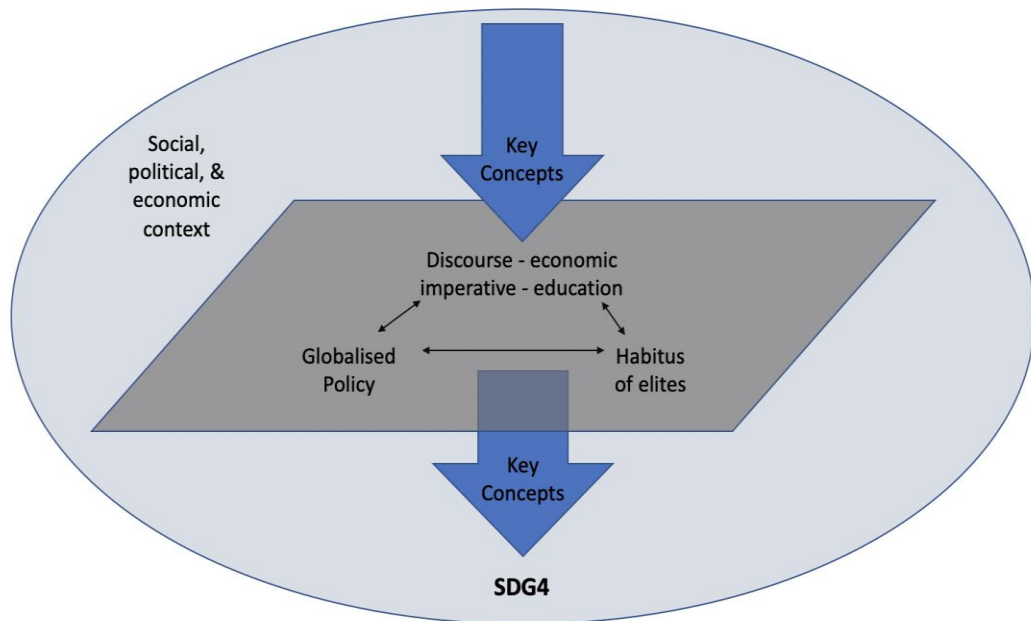 Key
Concepts
Social,
political, &
economic
context
Discourse - economic
imperative - education
Globalised
Policy
Habitus
of elites
Key
Concepts
SDG4